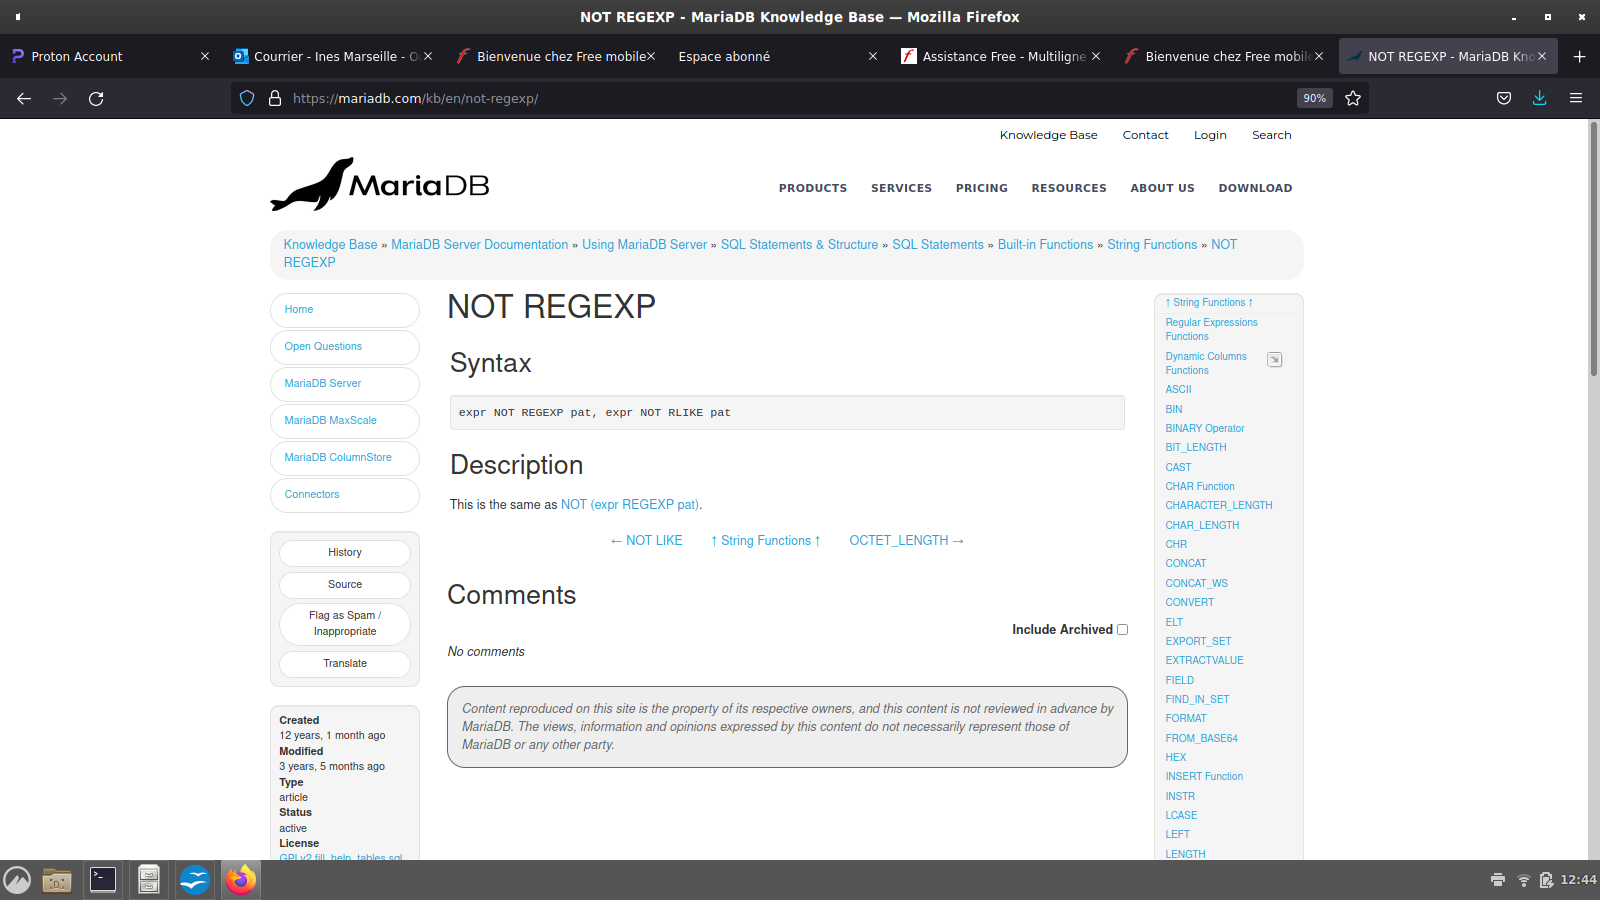 NOT REGEXP - MariaDB Knowledge Base — Mozilla Firefox
Proton Account
Courrier - Ines Marseille - O
Bienvenue chez Free mobile
Espace abonné
Assistance Free - Multiligne
Bienvenue chez Free mobile
NOT REGEXP - MariaDB Kno
https://mariadb.com/kb/en/not-regexp/
90%
Knowledge Base Contact Login Search
MariaDB
PRODUCTS SERVICES PRICING RESOURCES ABOUT US DOWNLOAD
Knowledge Base » MariaDB Server Documentation » Using MariaDB Server » SQL Statements & Structure » SQL Statements » Built-in Functions » String Functions » NOT
REGEXP
Home
Open Questions
MariaDB Server
MariaDB MaxScale
MariaDB ColumnStore
Connectors
History
Source
Flag as Spam /
Inappropriate
Translate
Created
12 years, 1 month ago
Modified
3 years, 5 months ago
Type
article
Status
active
License
GPLv2 fill_help_tables.sql
NOT REGEXP
Syntax
expr NOT REGEXP pat, expr NOT RLIKE pat
Description
This is the same as NOT (expr REGEXP pat).
← NOT LIKE ↑ String Functions ↑ OCTET_LENGTH →
Comments
Include Archived
No comments
Content reproduced on this site is the property of its respective owners, and this content is not reviewed in advance by
MariaDB. The views, information and opinions expressed by this content do not necessarily represent those of
MariaDB or any other party.
↑ String Functions ↑
Regular Expressions
Functions
Dynamic Columns
Functions
ASCII
BIN
BINARY Operator
BIT_LENGTH
CAST
CHAR Function
CHARACTER_LENGTH
CHAR_LENGTH
CHR
CONCAT
CONCAT_WS
CONVERT
ELT
EXPORT_SET
EXTRACTVALUE
FIELD
FIND_IN_SET
FORMAT
FROM_BASE64
HEX
INSERT Function
INSTR
LCASE
LEFT
LENGTH
12:44